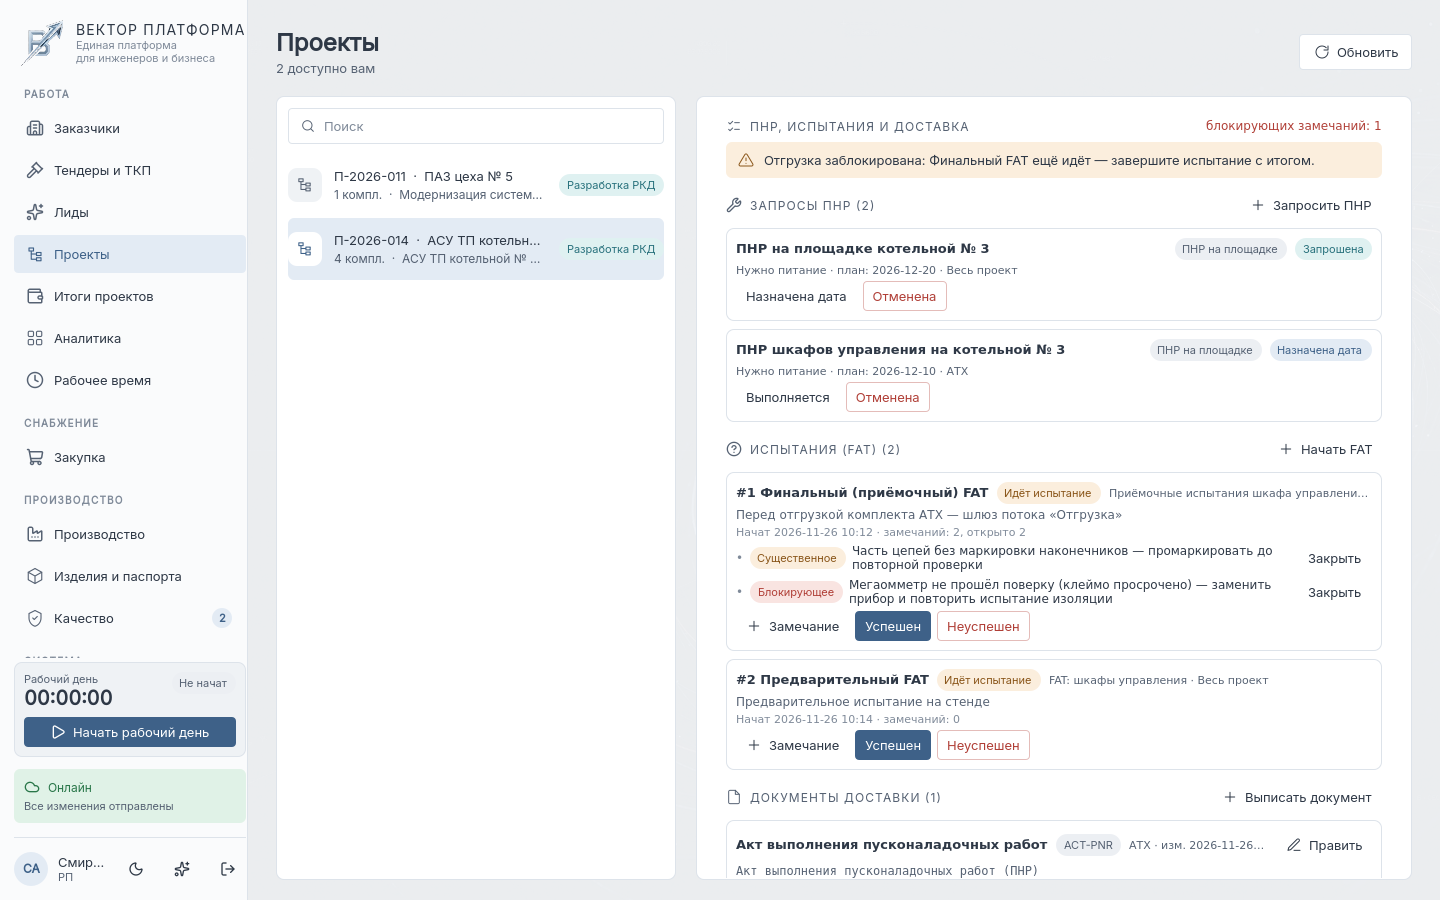 ВЕКТОР ПЛАТФОРМА
Единая платформа
для инженеров и бизнеса
РАБОТА
Заказчики
Тендеры и ТКП
Лиды
Проекты
Итоги проектов
Аналитика
Рабочее время
СНАБЖЕНИЕ
Закупка
ПРОИЗВОДСТВО
Производство
Изделия и паспорта
Качество 2
Рабочий день
Не начат
00:00:00
Начать рабочий день
Онлайн
Все изменения отправлены
СА
Смир...
РП
Проекты
2 доступно вам
Обновить
Поиск
П-2026-011 · ПАЗ цеха № 5
1 компл. · Модернизация систем...
Разработка РКД
П-2026-014 · АСУ ТП котельн...
4 компл. · АСУ ТП котельной № ...
Разработка РКД
ПНР, ИСПЫТАНИЯ И ДОСТАВКА
блокирующих замечаний: 1
Отгрузка заблокирована: Финальный FAT ещё идёт — завершите испытание с итогом.
ЗАПРОСЫ ПНР (2)
Запросить ПНР
ПНР на площадке котельной № 3
ПНР на площадке
Запрошена
Нужно питание · план: 2026-12-20 · Весь проект
Назначена дата
Отменена
ПНР шкафов управления на котельной № 3
ПНР на площадке
Назначена дата
Нужно питание · план: 2026-12-10 · АТХ
Выполняется
Отменена
ИСПЫТАНИЯ (FAT) (2)
Начать FAT
#1 Финальный (приёмочный) FAT
Идёт испытание
Приёмочные испытания шкафа управлени...
Перед отгрузкой комплекта АТХ — шлюз потока «Отгрузка»
Начат 2026-11-26 10:12 · замечаний: 2, открыто 2
• Существенное
Часть цепей без маркировки наконечников — промаркировать до
повторной проверки
Закрыть
• Блокирующее
Мегаомметр не прошёл поверку (клеймо просрочено) — заменить
прибор и повторить испытание изоляции
Закрыть
Замечание
Успешен
Неуспешен
#2 Предварительный FAT
Идёт испытание
FAT: шкафы управления · Весь проект
Предварительное испытание на стенде
Начат 2026-11-26 10:14 · замечаний: 0
Замечание
Успешен
Неуспешен
ДОКУМЕНТЫ ДОСТАВКИ (1)
Выписать документ
Акт выполнения пусконаладочных работ
ACT-PNR
АТХ · изм. 2026-11-26...
Править
Акт выполнения пусконаладочных работ (ПНР)